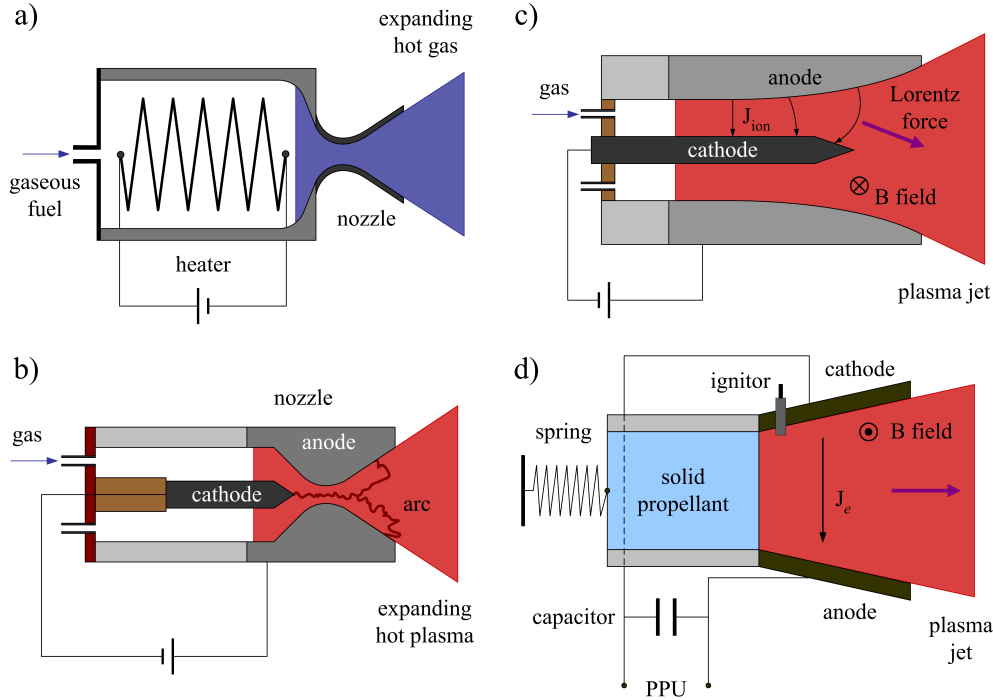 a)
expanding
hot gas
gaseous
fuel
nozzle
heater
b)
nozzle
gas
anode
cathode
arc
expanding
hot plasma
c)
gas
anode
J_ion
Lorentz
force
cathode
B field
plasma jet
d)
cathode
ignitor
spring
B field
solid
propellant
J_e
capacitor
anode
plasma
jet
PPU